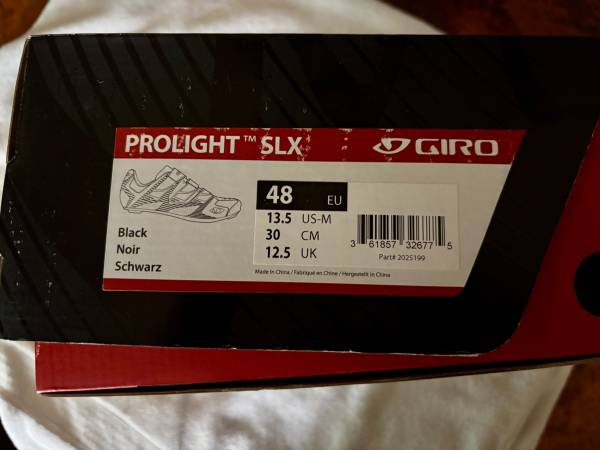 PROLIGHT™ SLX
GIRO
48 EU
13.5 US-M
30 CM
12.5 UK
Black
Noir
Schwarz
3 61857 32677 5
Part# 2025199
Made in China / Fabriqué en Chine / Hergestellt in China